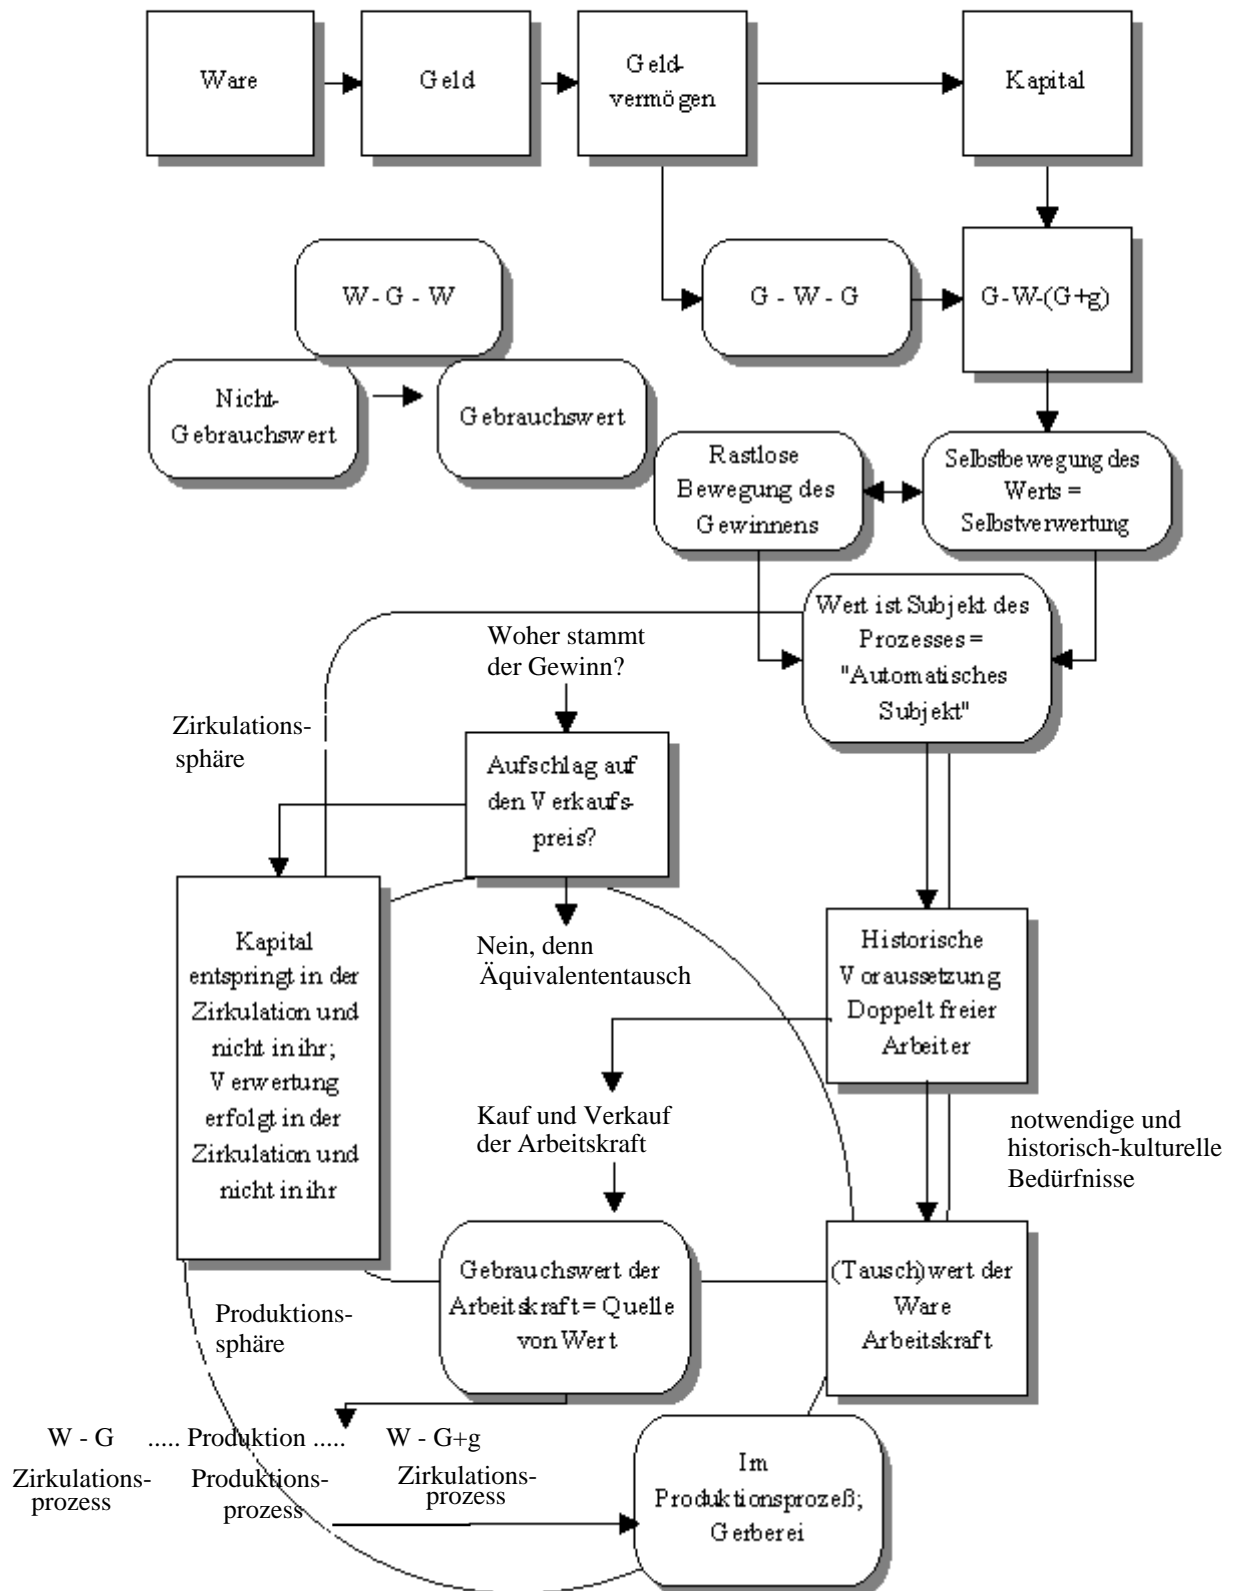 Ware
Geld
Geld-
vermögen
Kapital
W - G - W
G - W - G
G-W-(G+g)
Nicht-
Gebrauchswert
Gebrauchswert
Rastlose
Bewegung des
Gewinnens
Selbstbewegung des
Werts =
Selbstverwertung
Wert ist Subjekt des
Prozesses =
"Automatisches
Subjekt"
Woher stammt
der Gewinn?
Zirkulations-
sphäre
Aufschlag auf
den Verkaufs-
preis?
Kapital
entspringt in der
Zirkulation und
nicht in ihr;
Verwertung
erfolgt in der
Zirkulation und
nicht in ihr
Nein, denn
Äquivalententausch
Historische
Voraussetzung
Doppelt freier
Arbeiter
Kauf und Verkauf
der Arbeitskraft
notwendige und
historisch-kulturelle
Bedürfnisse
Gebrauchswert der
Arbeitskraft = Quelle
von Wert
(Tausch)wert der
Ware
Arbeitskraft
Produktions-
sphäre
W - G ..... Produktion ..... W - G+g
Zirkulations-
prozess
Produktions-
prozess
Zirkulations-
prozess
Im
Produktionsprozeß;
Gerberei